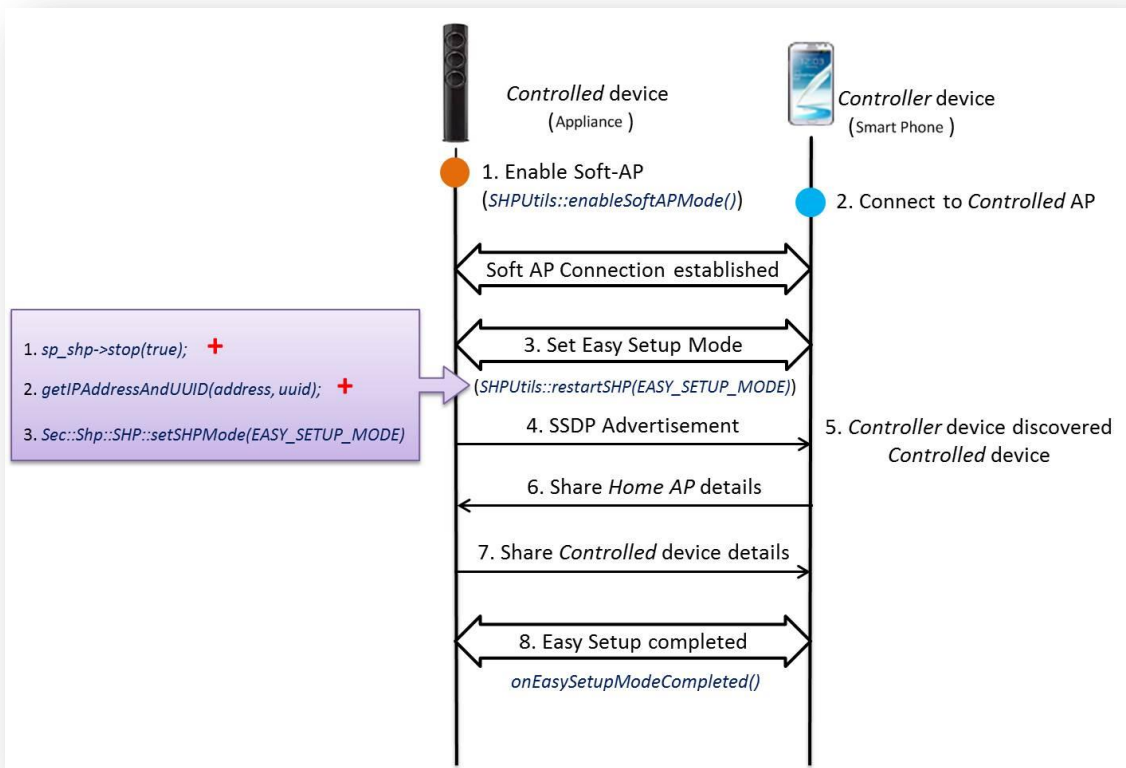 Controlled device
(Appliance )
Controller device
(Smart Phone )
1. Enable Soft-AP
(SHPUtils::enableSoftAPMode())
2. Connect to Controlled AP
Soft AP Connection established
1. sp_shp->stop(true); +
2. getIPAddressAndUUID(address, uuid); +
3. Sec::Shp::SHP::setSHPMode(EASY_SETUP_MODE)
3. Set Easy Setup Mode
(SHPUtils::restartSHP(EASY_SETUP_MODE))
4. SSDP Advertisement
5. Controller device discovered
Controlled device
6. Share Home AP details
7. Share Controlled device details
8. Easy Setup completed
onEasySetupModeCompleted()